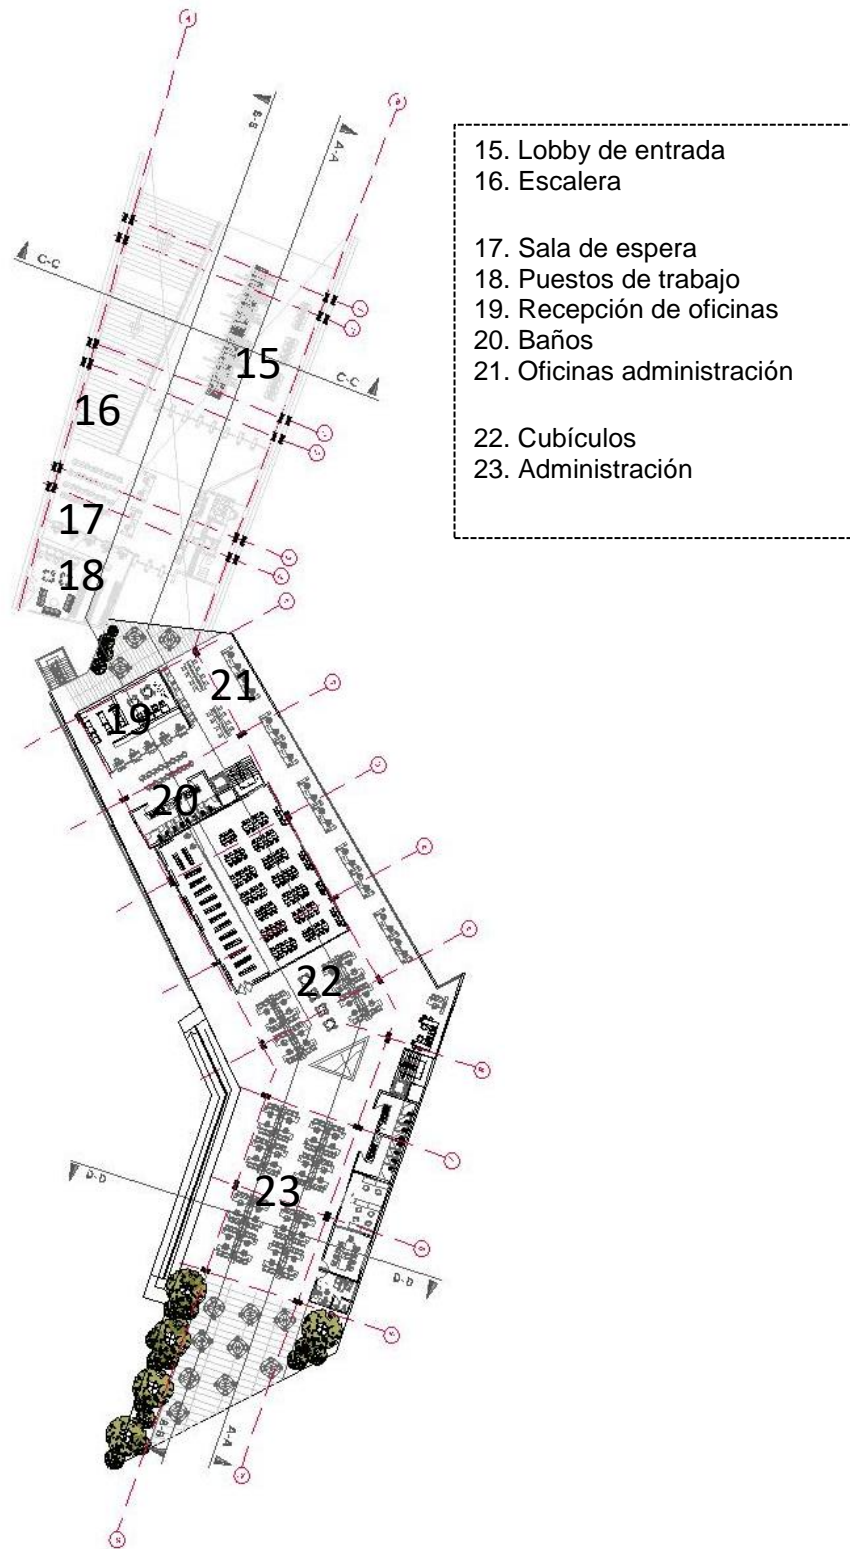 B-B
A-A
C-C
15
C-C
16
17
18
21
19
20
22
23
D-D
D-D
A-A
15. Lobby de entrada
16. Escalera
17. Sala de espera
18. Puestos de trabajo
19. Recepción de oficinas
20. Baños
21. Oficinas administración
22. Cubículos
23. Administración